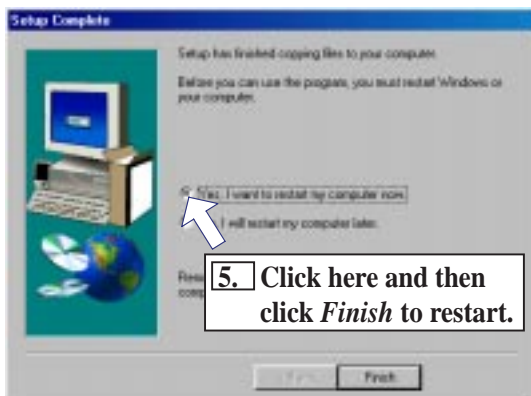 Setup Complete
Setup has finished copying files to your computer.
Before you can use the program, you must restart Windows or
your computer.
Yes, I want to restart my computer now.
I will restart my computer later.
5. Click here and then
click Finish to restart.
Finish